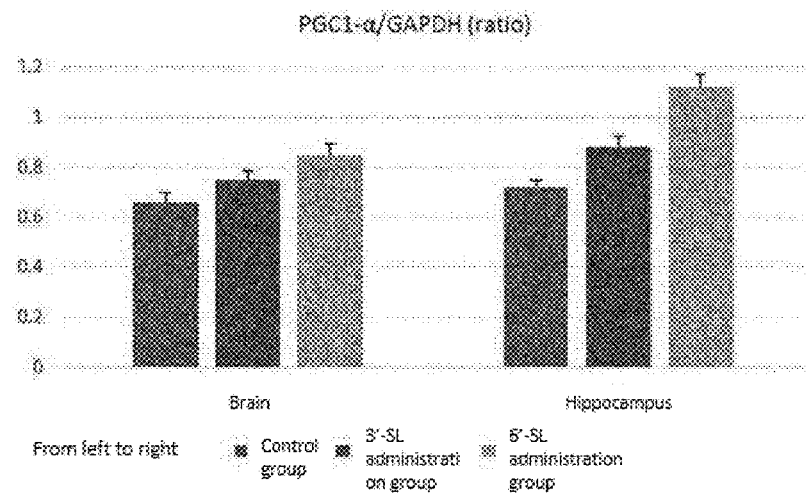 PGC1-α/GAPDH (ratio)
1.2
1
0.8
0.6
0.4
0.2
0
Brain
Hippocampus
From left to right
Control
group
3'-SL
administrati
on group
6'-SL
administration
group